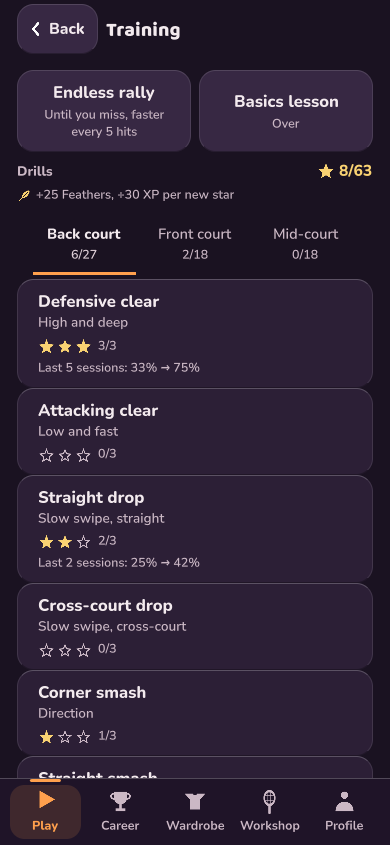 Back
Training
Endless rally
Until you miss, faster
every 5 hits
Basics lesson
Over
Drills
8/63
+25 Feathers, +30 XP per new star
Back court
6/27
Front court
2/18
Mid-court
0/18
Defensive clear
High and deep
3/3
Last 5 sessions: 33% → 75%
Attacking clear
Low and fast
0/3
Straight drop
Slow swipe, straight
2/3
Last 2 sessions: 25% → 42%
Cross-court drop
Slow swipe, cross-court
0/3
Corner smash
Direction
1/3
Straight smash
Play
Career
Wardrobe
Workshop
Profile